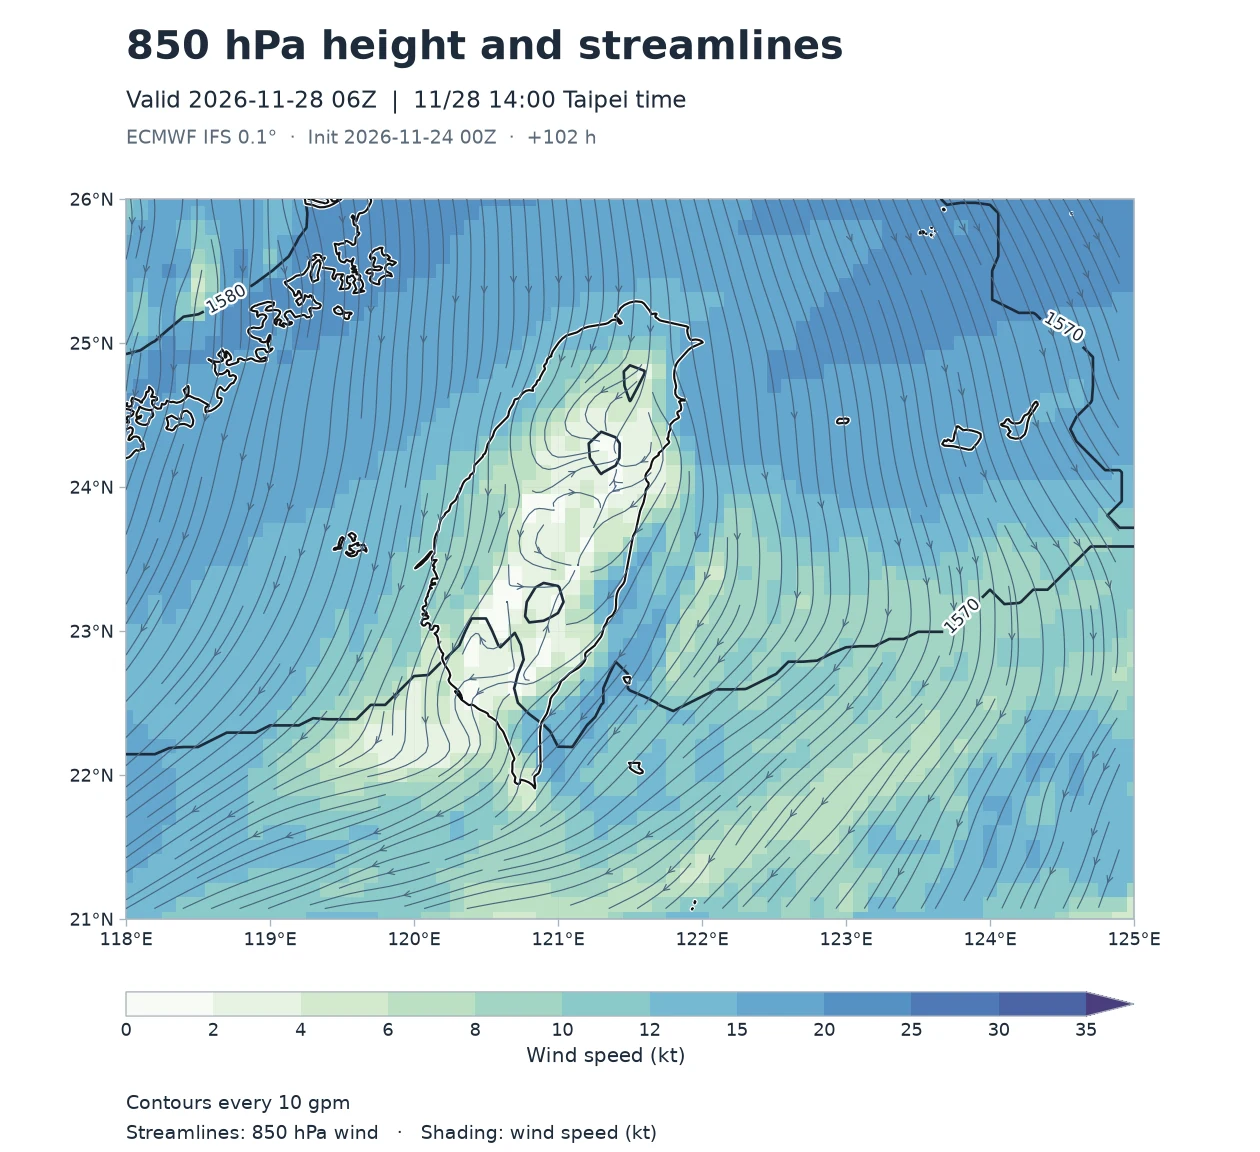 850 hPa height and streamlines
Valid 2026-11-28 06Z | 11/28 14:00 Taipei time
ECMWF IFS 0.1° · Init 2026-11-24 00Z · +102 h
26°N
25°N
24°N
23°N
22°N
21°N
1580
1570
1570
118°E 119°E 120°E 121°E 122°E 123°E 124°E 125°E
0 2 4 6 8 10 12 15 20 25 30 35
Wind speed (kt)
Contours every 10 gpm
Streamlines: 850 hPa wind · Shading: wind speed (kt)